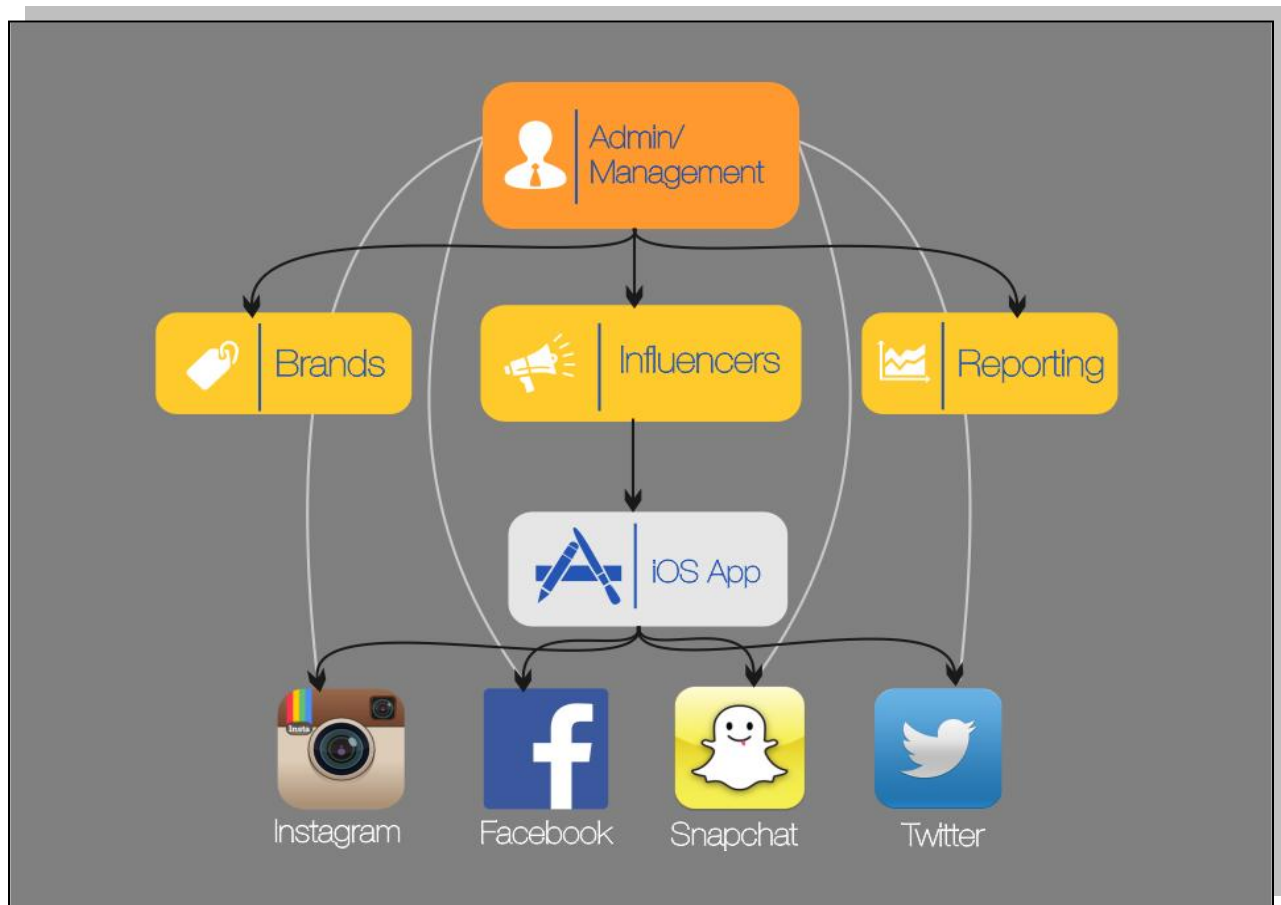 Admin/
Management
Brands
Influencers
Reporting
iOS App
Insta
Instagram
Facebook
Snapchat
Twitter